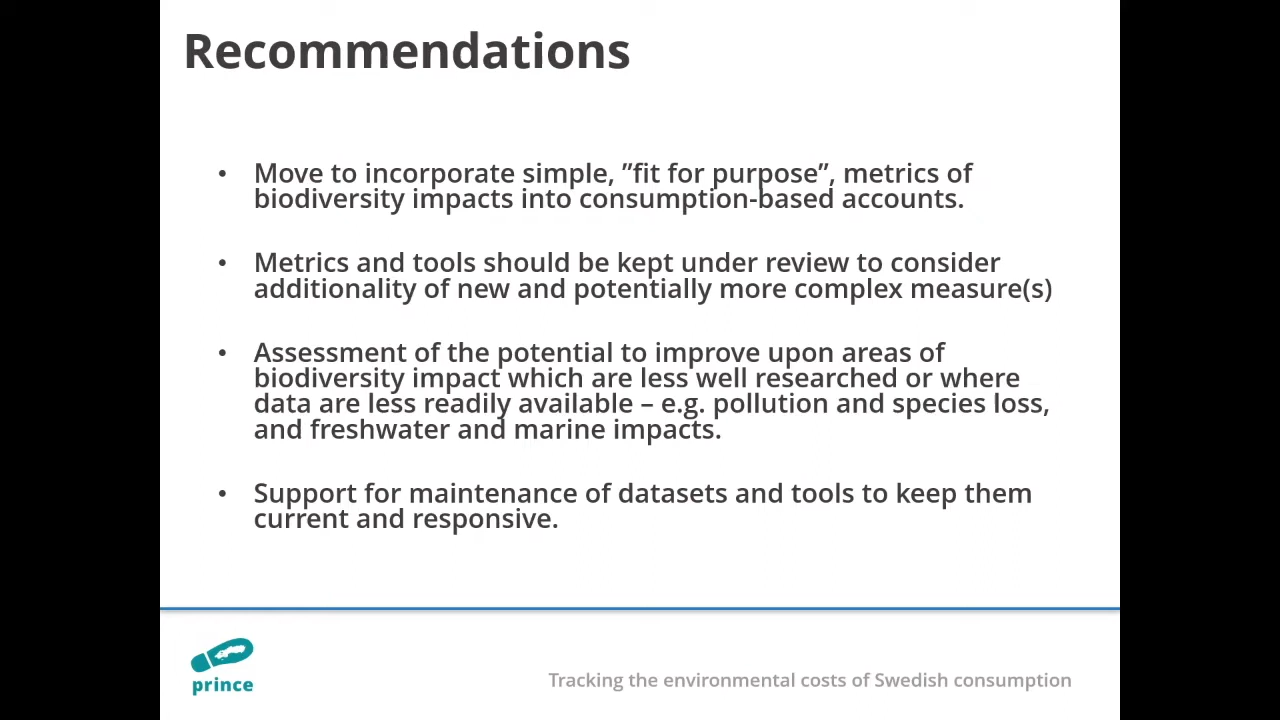 Recommendations
• Move to incorporate simple, ”fit for purpose”, metrics of
biodiversity impacts into consumption-based accounts.
• Metrics and tools should be kept under review to consider
additionality of new and potentially more complex measure(s)
• Assessment of the potential to improve upon areas of
biodiversity impact which are less well researched or where
data are less readily available – e.g. pollution and species loss,
and freshwater and marine impacts.
• Support for maintenance of datasets and tools to keep them
current and responsive.
prince
Tracking the environmental costs of Swedish consumption